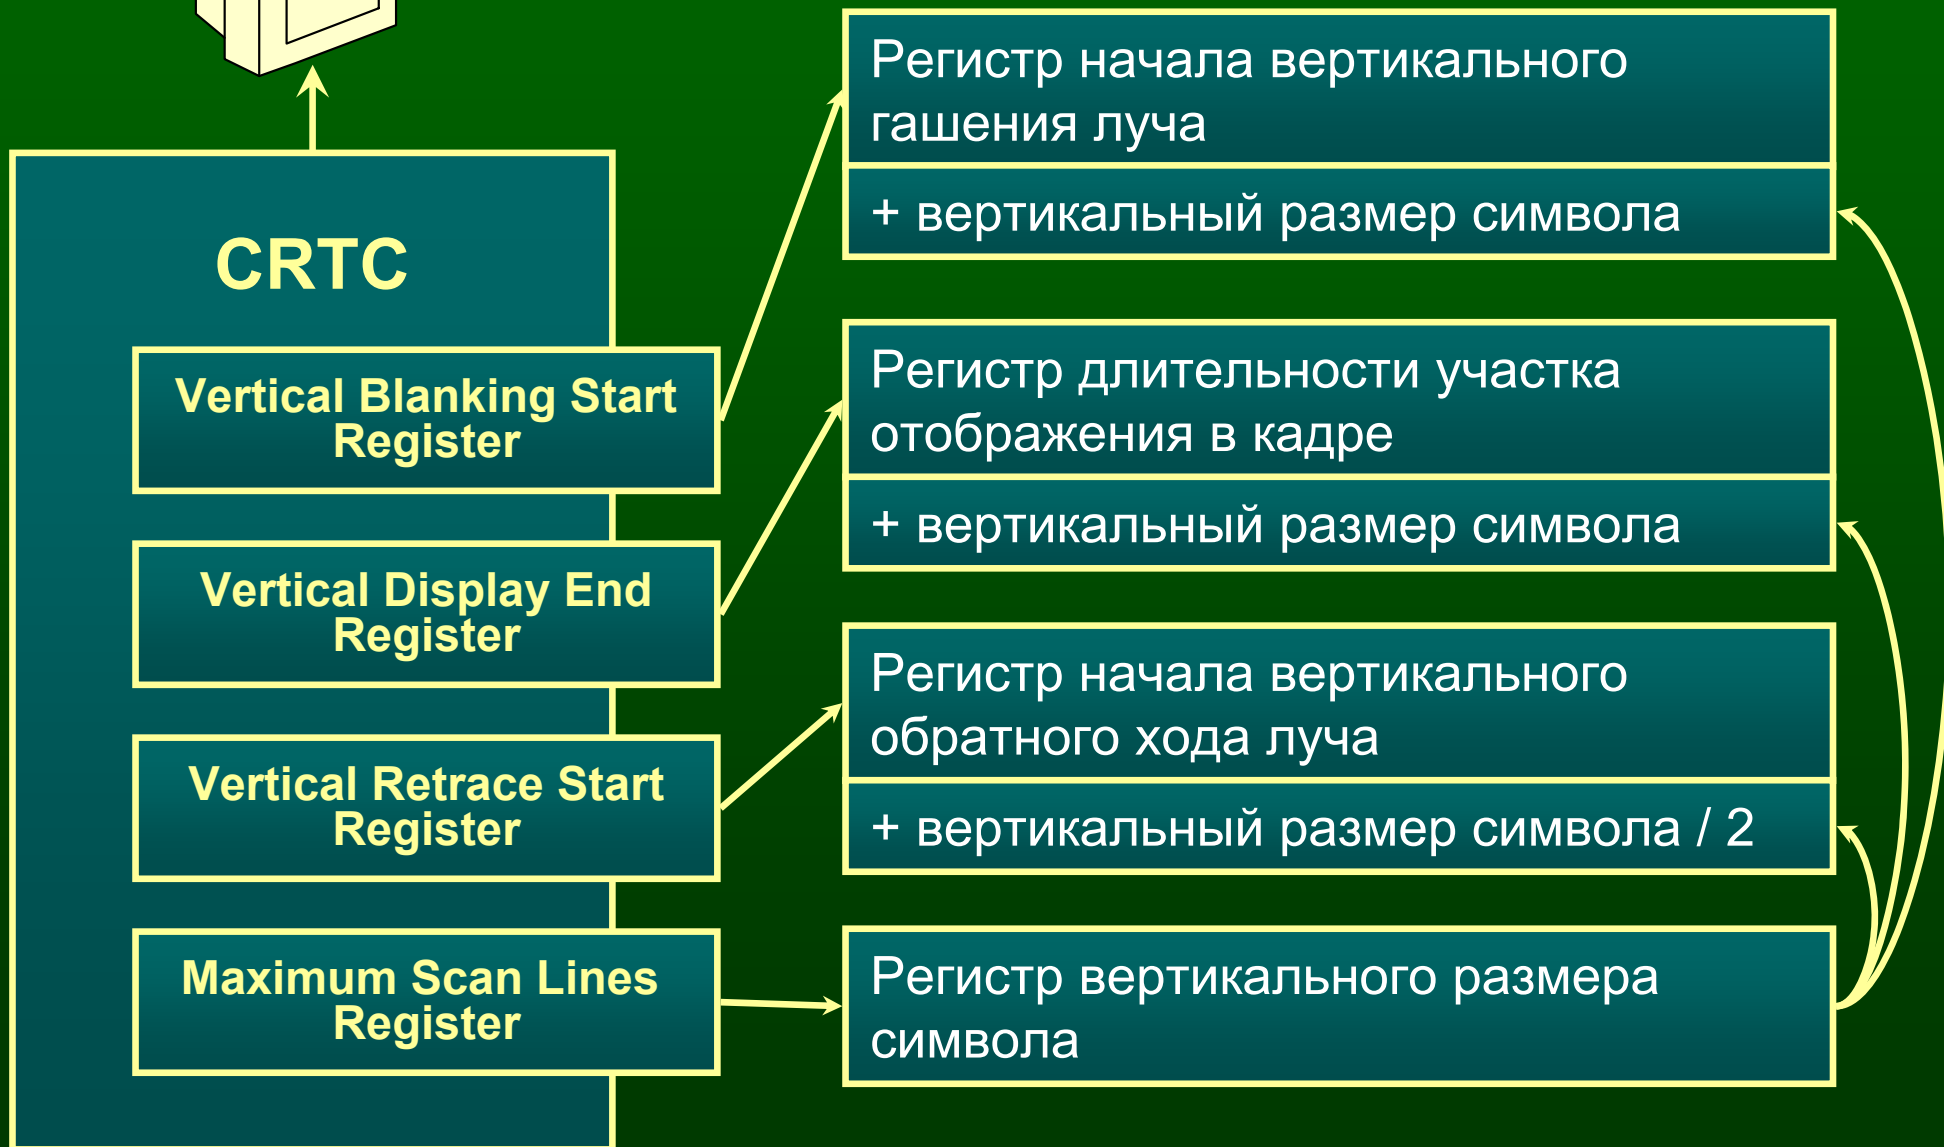 CRTC
Vertical Blanking Start
Register
Vertical Display End
Register
Vertical Retrace Start
Register
Maximum Scan Lines
Register
Регистр начала вертикального
гашения луча
+ вертикальный размер символа
Регистр длительности участка
отображения в кадре
+ вертикальный размер символа
Регистр начала вертикального
обратного хода луча
+ вертикальный размер символа / 2
Регистр вертикального размера
символа